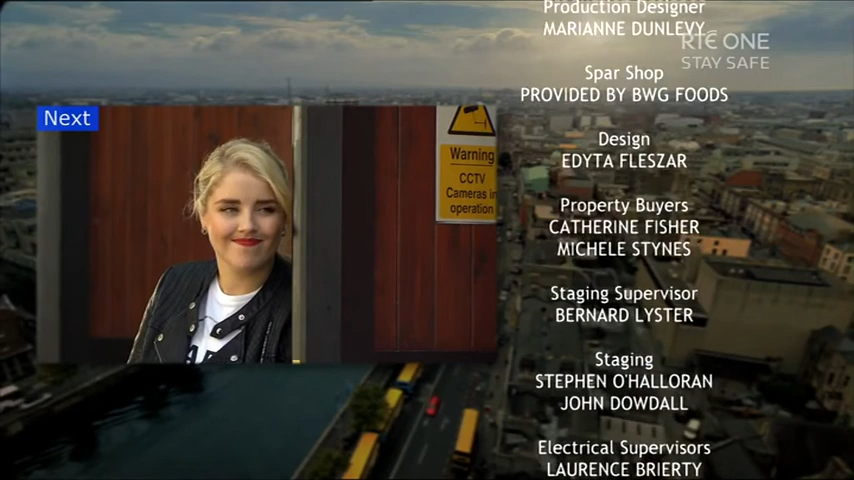 Production Designer
MARIANNE DUNLEVY
RTÉ ONE
STAY SAFE
Spar Shop
PROVIDED BY BWG FOODS
Next
Design
EDYTA FLESZAR
Warning
CCTV
Cameras in
operation
Property Buyers
CATHERINE FISHER
MICHELE STYNES
Staging Supervisor
BERNARD LYSTER
Staging
STEPHEN O'HALLORAN
JOHN DOWDALL
Electrical Supervisors
LAURENCE BRIERTY